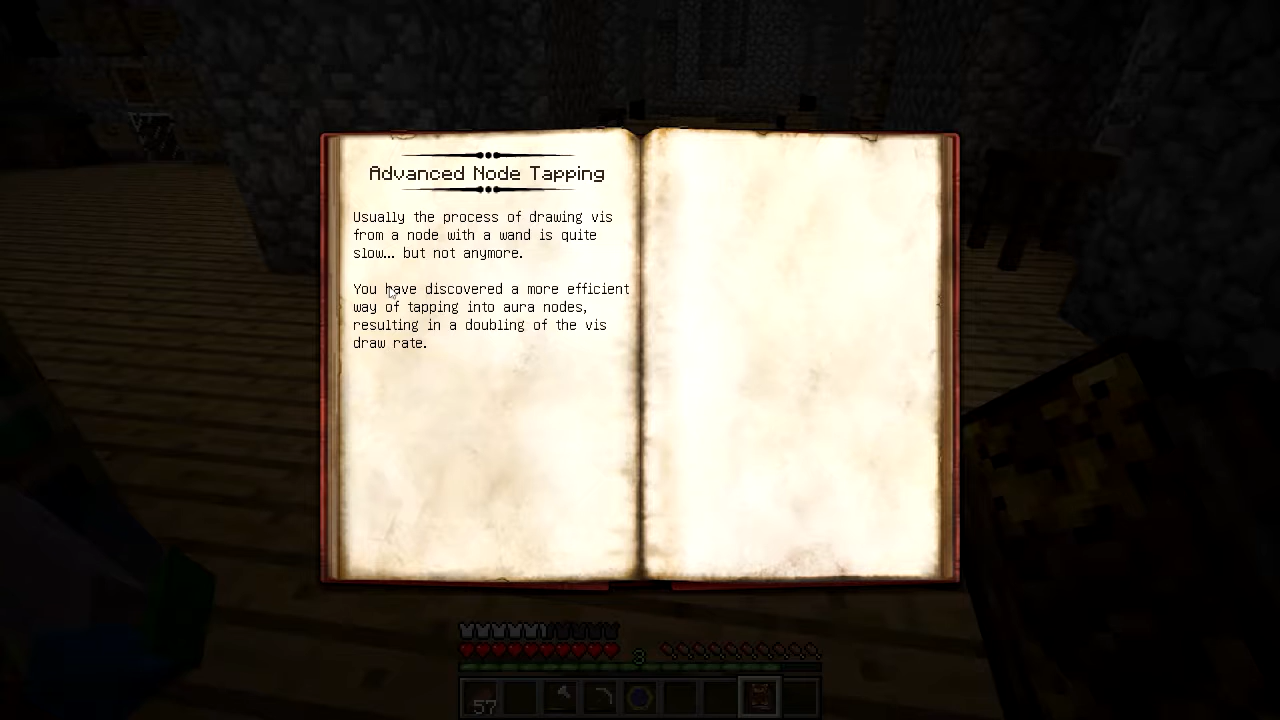 Advanced Node Tapping
Usually the process of drawing vis
from a node with a wand is quite
slow... but not anymore.
You have discovered a more efficient
way of tapping into aura nodes,
resulting in a doubling of the vis
draw rate.
8
57